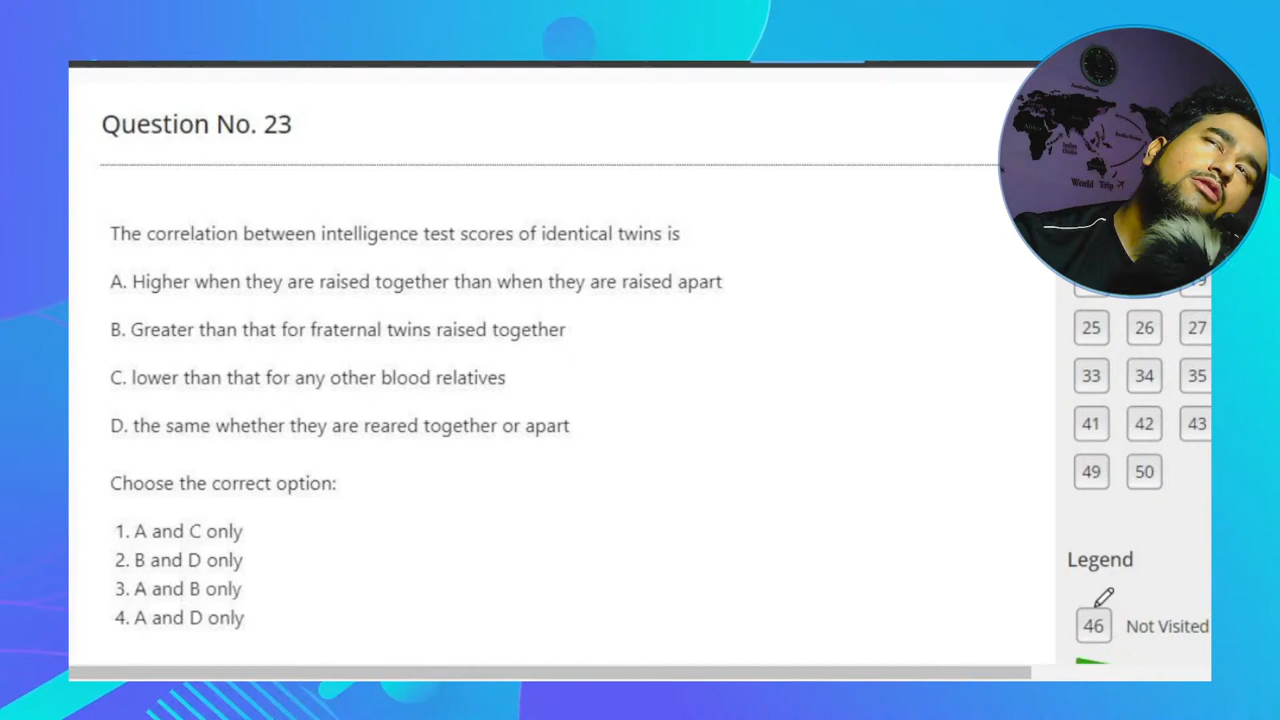 Question No. 23
The correlation between intelligence test scores of identical twins is
A. Higher when they are raised together than when they are raised apart
B. Greater than that for fraternal twins raised together
C. lower than that for any other blood relatives
D. the same whether they are reared together or apart
Choose the correct option:
1. A and C only
2. B and D only
3. A and B only
4. A and D only
World Trip
25 26 27
33 34 35
41 42 43
49 50
Legend
46 Not Visited